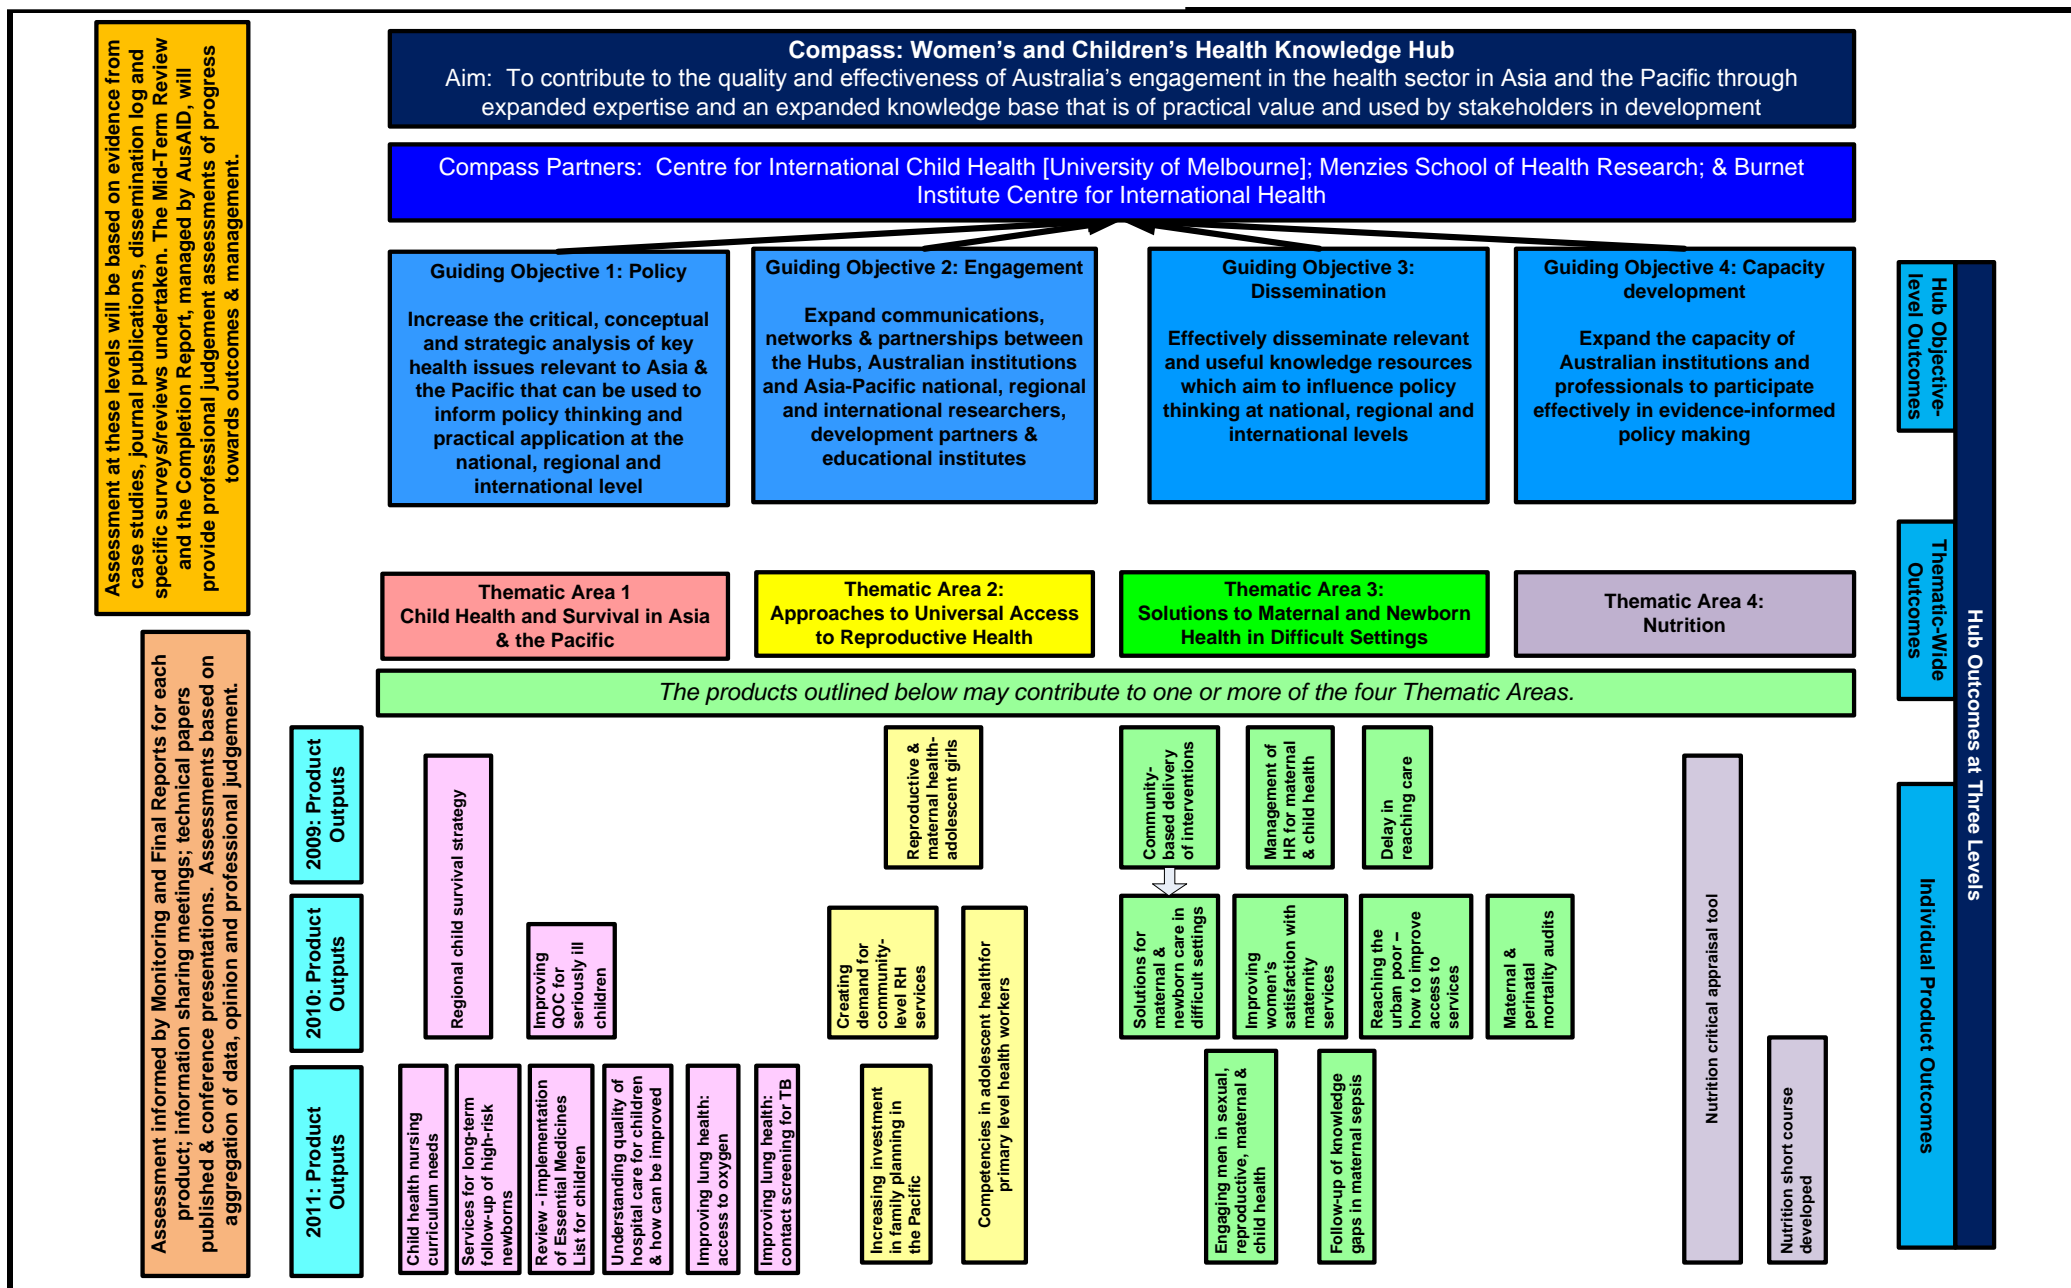 Compass: Women’s and Children’s Health Knowledge Hub
Aim:  To contribute to the quality and effectiveness of Australia’s engagement in the health sector in Asia and the Pacific through
expanded expertise and an expanded knowledge base that is of practical value and used by stakeholders in development
Compass Partners:  Centre for International Child Health [University of Melbourne]; Menzies School of Health Research; & Burnet
Institute Centre for International Health
Assessment at these levels will be based on evidence from
case studies, journal publications, dissemination log and
specific surveys/reviews undertaken. The Mid-Term Review
and the Completion Report, managed by AusAID, will
provide professional judgement assessments of progress
towards outcomes & management.
Guiding Objective 1: Policy
Increase the critical, conceptual
and strategic analysis of key
health issues relevant to Asia &
the Pacific that can be used to
inform policy thinking and
practical application at the
national, regional and
international level
Guiding Objective 2: Engagement
Expand communications,
networks & partnerships between
the Hubs, Australian institutions
and Asia-Pacific national, regional
and international researchers,
development partners &
educational institutes
Guiding Objective 3:
Dissemination
Effectively disseminate relevant
and useful knowledge resources
which aim to influence policy
thinking at national, regional and
international levels
Guiding Objective 4: Capacity
development
Expand the capacity of
Australian institutions and
professionals to participate
effectively in evidence-informed
policy making
Hub Objective-
level Outcomes
Thematic-Wide
Outcomes
Individual Product Outcomes
Hub Outcomes at Three Levels
Thematic Area 1
Child Health and Survival in Asia
& the Pacific
Thematic Area 2:
Approaches to Universal Access
to Reproductive Health
Thematic Area 3:
Solutions to Maternal and Newborn
Health in Difficult Settings
Thematic Area 4:
Nutrition
The products outlined below may contribute to one or more of the four Thematic Areas.
Assessment informed by Monitoring and Final Reports for each
product; information sharing meetings; technical papers
published & conference presentations.  Assessments based on
aggregation of data, opinion and professional judgement.
2009: Product
Outputs
Regional child survival strategy
Reproductive &
maternal health-
adolescent girls
Community-
based delivery
of interventions
Management of
HR for maternal
& child health
Delay in
reaching care
Nutrition critical appraisal tool
2010: Product
Outputs
Improving
QOC for
seriously ill
children
Creating
demand for
community-
level RH
services
Competencies in adolescent healthfor
primary level health workers
Solutions for
maternal &
newborn care in
difficult settings
Improving
women’s
satisfaction with
maternity
services
Reaching the
urban poor –
how to improve
access to
services
Maternal &
perinatal
mortality audits
2011: Product
Outputs
Child health nursing
curriculum needs
Services for long-term
follow-up of high-risk
newborns
Review - implementation
of Essential Medicines
List for children
Understanding quality of
hospital care for children
& how can be improved
Improving lung health:
access to oxygen
Improving lung health:
contact screening for TB
Increasing investment
in family planning in
the Pacific
Engaging men in sexual,
reproductive, maternal &
child health
Follow-up of knowledge
gaps in maternal sepsis
Nutrition short course
developed